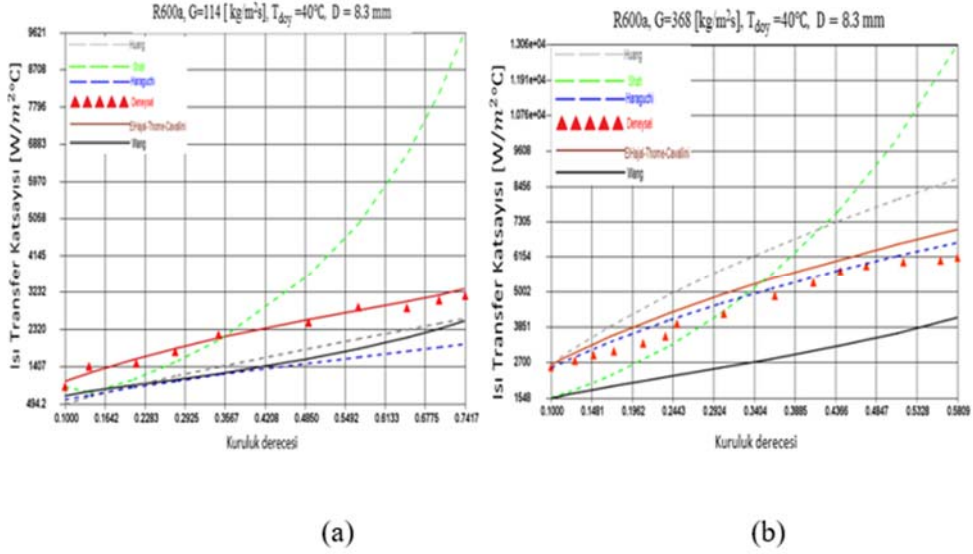 R600a, G=114 [ kg/m²s], Tdoy =40°C, D = 8.3 mm
Isı Transfer Katsayısı [W/m²°C]
9621
8708
7796
6883
5970
5058
4145
3232
2320
1407
494.2
Huang
Shah
Haraguchi
Deneysel
ElHajal-Thome-Cavallini
Wang
0.1000 0.1642 0.2283 0.2925 0.3567 0.4208 0.4850 0.5492 0.6133 0.6775 0.7417
Kuruluk derecesi
(a)
R600a, G=368 [kg/m²s], Tdoy =40°C, D = 8.3 mm
Isı Transfer Katsayısı [W/m²°C]
1.306e+04
1.191e+04
1.076e+04
9608
8456
7305
6154
5002
3851
2700
1548
Huang
Shah
Haraguchi
Deneysel
ElHajal-Thome-Cavallini
Wang
0.1000 0.1481 0.1962 0.2443 0.2924 0.3404 0.3885 0.4366 0.4847 0.5328 0.5809
Kuruluk derecesi
(b)